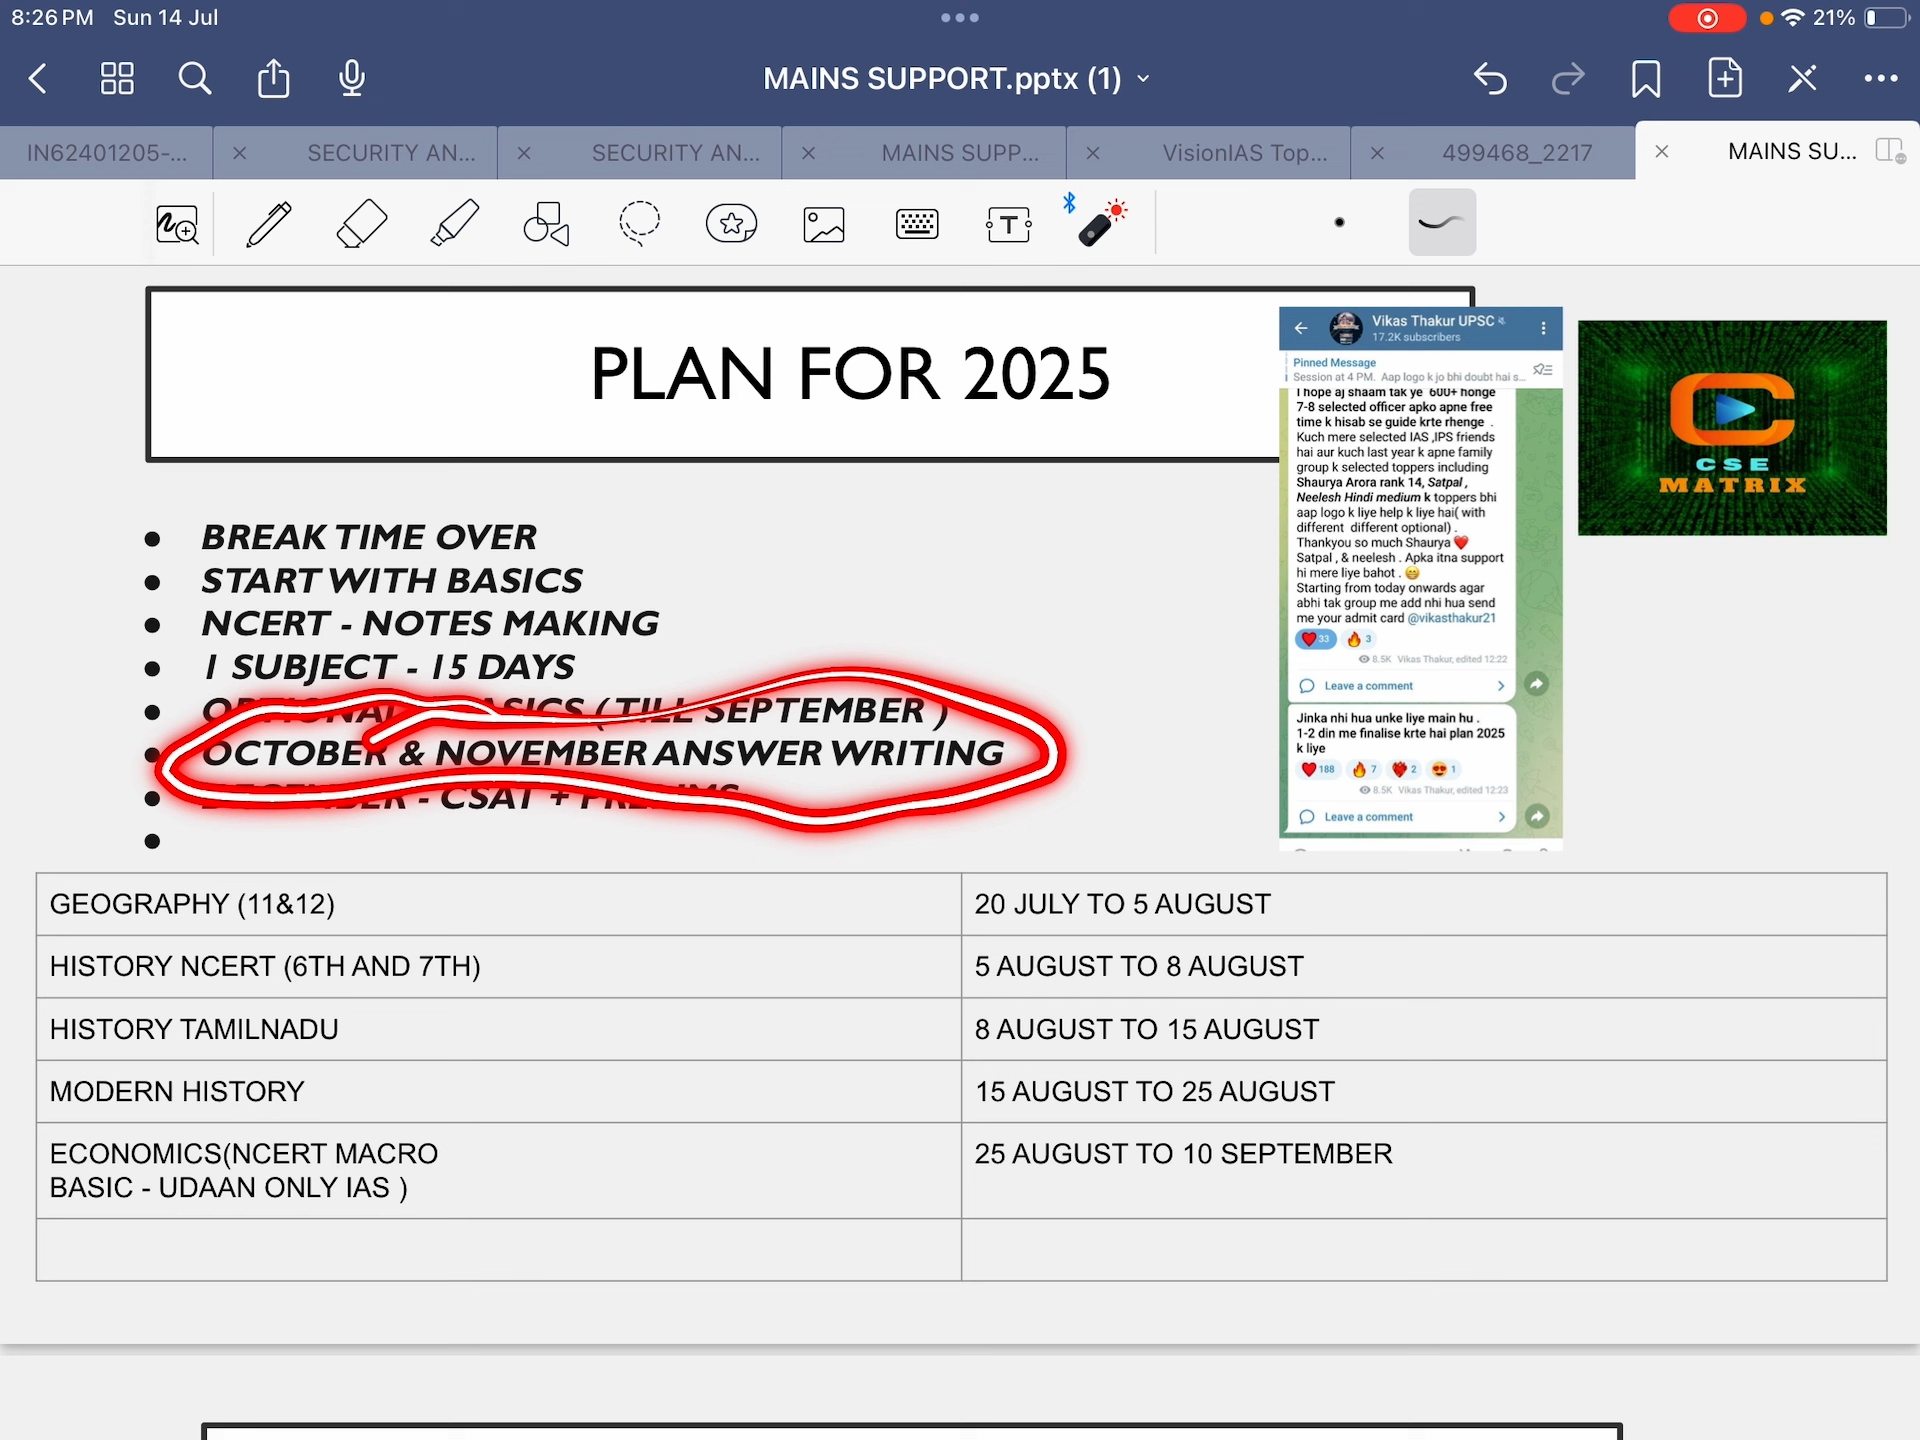 8:26 PM Sun 14 Jul
21%
MAINS SUPPORT.pptx (1)
IN62401205-...
SECURITY AN...
SECURITY AN...
MAINS SUPP...
VisionIAS Top...
499468_2217
MAINS SU...
PLAN FOR 2025
BREAK TIME OVER
START WITH BASICS
NCERT - NOTES MAKING
1 SUBJECT - 15 DAYS
OPTIONAL BASICS ( TILL SEPTEMBER )
OCTOBER & NOVEMBER ANSWER WRITING
DECEMBER - CSAT + PRELIMS
Vikas Thakur UPSC
17.2K subscribers
Pinned Message
Session at 4 PM. Aap logo k jo bhi doubt hai s...
I hope aj shaam tak ye 600+ honge
7-8 selected officer apko apne free
time k hisab se guide krte rhenge .
Kuch mere selected IAS ,IPS friends
hai aur kuch last year k apne family
group k selected toppers including
Shaurya Arora rank 14, Satpal ,
Neelesh Hindi medium k toppers bhi
aap logo k liye help k liye hai( with
different different optional) .
Thankyou so much Shaurya ❤️
Satpal , & neelesh . Apka itna support
hi mere liye bahot . 😁
Starting from today onwards agar
abhi tak group me add nhi hua send
me your admit card @vikasthakur21
33 3
8.5K Vikas Thakur, edited 12:22
Leave a comment
Jinka nhi hua unke liye main hu .
1-2 din me finalise krte hai plan 2025
k liye
188 7 2 1
8.5K Vikas Thakur, edited 12:23
Leave a comment
CSE
MATRIX
GEOGRAPHY (11&12) 20 JULY TO 5 AUGUST
HISTORY NCERT (6TH AND 7TH) 5 AUGUST TO 8 AUGUST
HISTORY TAMILNADU 8 AUGUST TO 15 AUGUST
MODERN HISTORY 15 AUGUST TO 25 AUGUST
ECONOMICS(NCERT MACRO 25 AUGUST TO 10 SEPTEMBER
BASIC - UDAAN ONLY IAS )